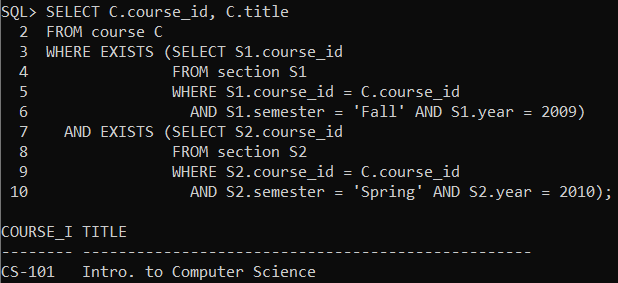 SQL> SELECT C.course_id, C.title
  2  FROM course C
  3  WHERE EXISTS (SELECT S1.course_id
  4                FROM section S1
  5                WHERE S1.course_id = C.course_id
  6                  AND S1.semester = 'Fall' AND S1.year = 2009)
  7    AND EXISTS (SELECT S2.course_id
  8                FROM section S2
  9                WHERE S2.course_id = C.course_id
 10                  AND S2.semester = 'Spring' AND S2.year = 2010);
COURSE_I TITLE
-------- --------------------------------------------------
CS-101   Intro. to Computer Science